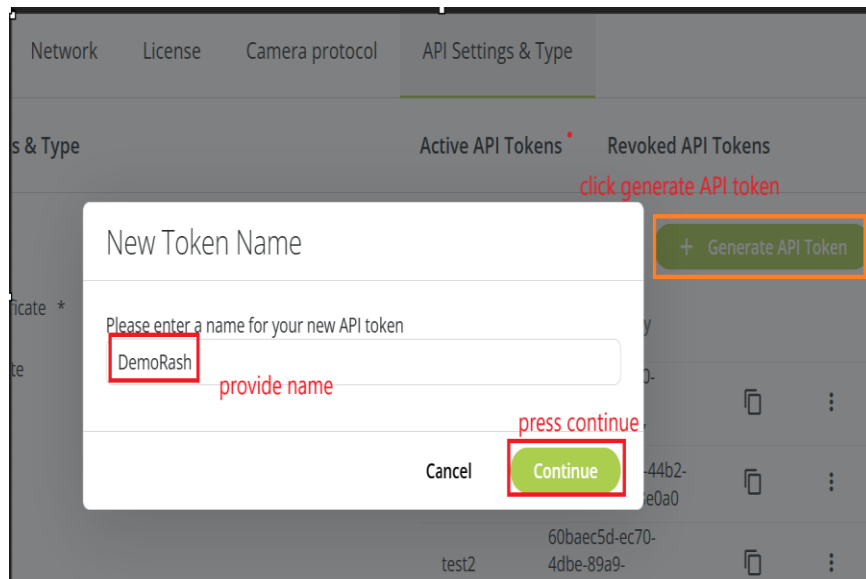 Network License Camera protocol API Settings & Type
s & Type Active API Tokens Revoked API Tokens
click generate API token
New Token Name
+ Generate API Token
ficate *
Please enter a name for your new API token
y
te
DemoRash
0-
provide name
press continue
Cancel Continue
-44b2-
e0a0
60baec5d-ec70-
test2 4dbe-89a9-